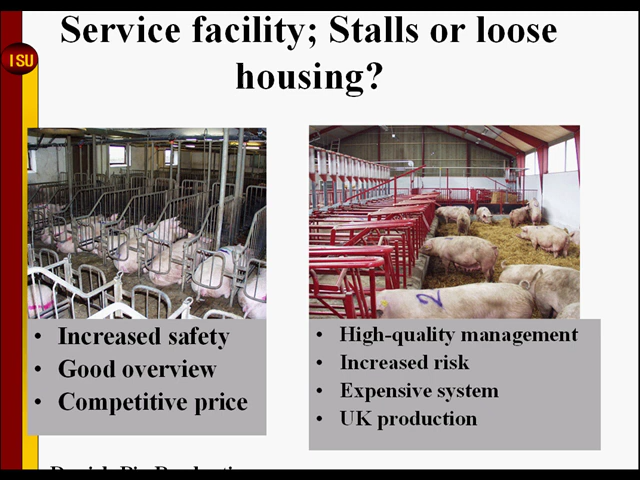 Service facility; Stalls or loose
housing?
ISU
• Increased safety
• Good overview
• Competitive price
• High-quality management
• Increased risk
• Expensive system
• UK production
2